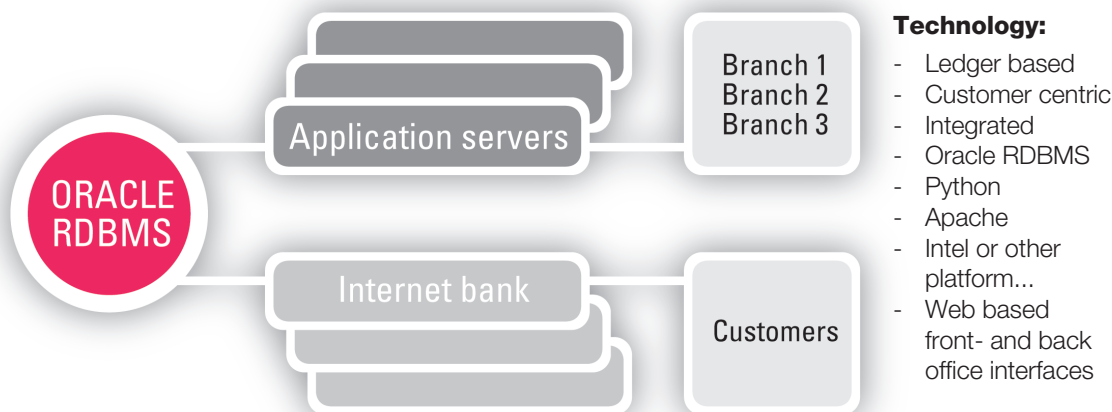 ORACLE
RDBMS
Application servers
Branch 1
Branch 2
Branch 3
Internet bank
Customers
Technology:
- Ledger based
- Customer centric
- Integrated
- Oracle RDBMS
- Python
- Apache
- Intel or other
platform...
- Web based
front- and back
office interfaces